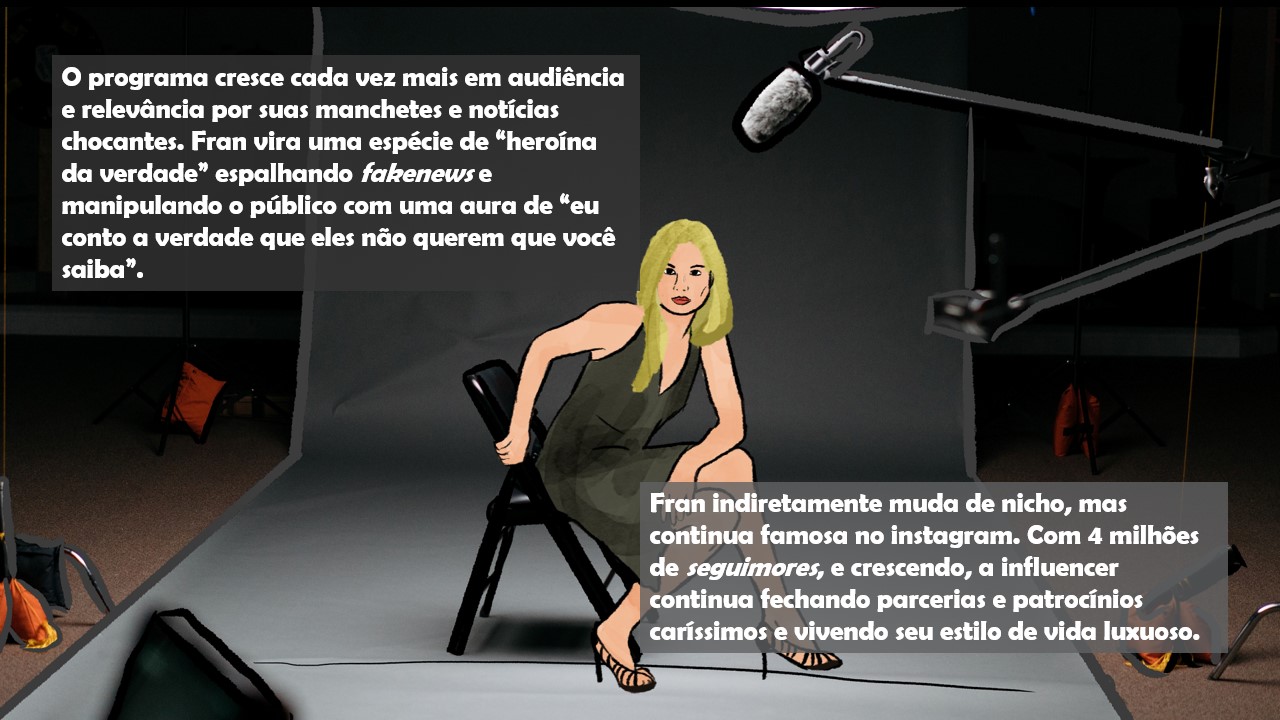 O programa cresce cada vez mais em audiência
e relevância por suas manchetes e notícias
chocantes. Fran vira uma espécie de “heroína
da verdade” espalhando fakenews e
manipulando o público com uma aura de “eu
conto a verdade que eles não querem que você
saiba”.
Fran indiretamente muda de nicho, mas
continua famosa no instagram. Com 4 milhões
de seguimores, e crescendo, a influencer
continua fechando parcerias e patrocínios
caríssimos e vivendo seu estilo de vida luxuoso.